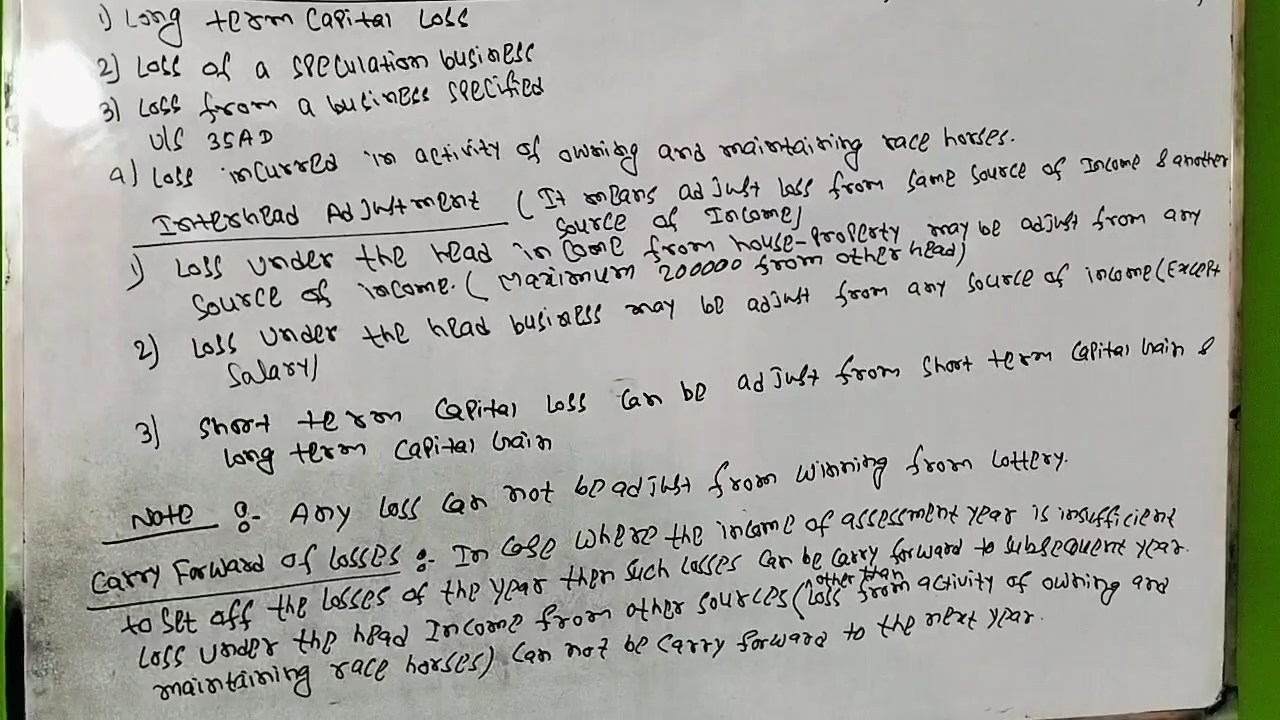 1) Long term Capital Loss
2) Loss of a speculation business
3) Loss from a business specified
U/S 35AD
a) Loss incurred in activity of owning and maintaining race horses.
Interhead Adjustment ( It means adjust loss from same source of Income & another
source of Income)
1) Loss under the head income from house-property may be adjust from any
source of income. ( Maximum 200000 from other head)
2) Loss under the head business may be adjust from any source of income (Except
Salary)
3) Short term Capital Loss can be adjust from short term Capital Gain &
long term Capital Gain
Note :- Any loss can not be adjust from winning from Lottery.
Carry Forward of Losses :- In case where the income of assessment year is insufficient
to set off the losses of the year then such losses can be carry forward to subsequent year.
Loss under the head Income from other sources (other than loss from activity of owning and
maintaining race horses) can not be carry forward to the next year.